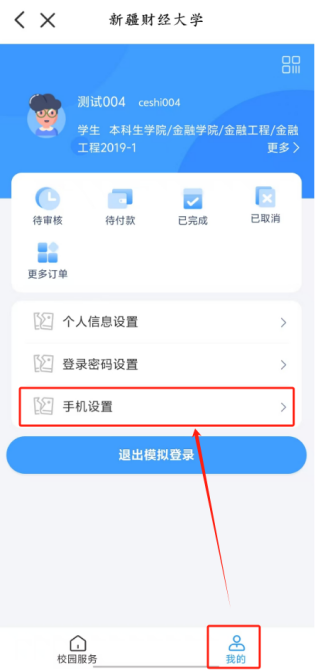 新疆财经大学
测试004 ceshi004
学生 本科生学院/金融学院/金融工程/金融
工程2019-1
更多
待审核 待付款 已完成 已取消
更多订单
个人信息设置
登录密码设置
手机设置
退出模拟登录
校园服务 我的